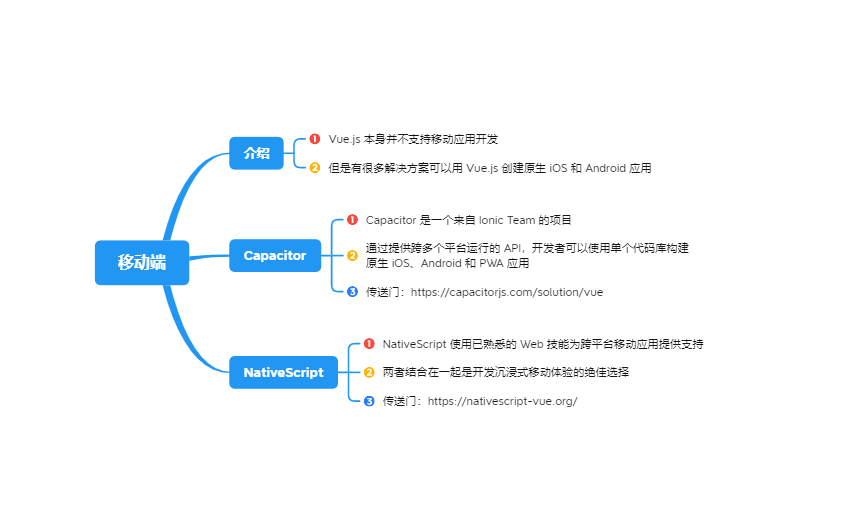 移动端
介绍
1 Vue.js 本身并不支持移动应用开发
2 但是有很多解决方案可以用 Vue.js 创建原生 iOS 和 Android 应用
Capacitor
1 Capacitor 是一个来自 Ionic Team 的项目
2 通过提供跨多个平台运行的 API，开发者可以使用单个代码库构建
原生 iOS、Android 和 PWA 应用
3 传送门：https://capacitorjs.com/solution/vue
NativeScript
1 NativeScript 使用已熟悉的 Web 技能为跨平台移动应用提供支持
2 两者结合在一起是开发沉浸式移动体验的绝佳选择
3 传送门：https://nativescript-vue.org/